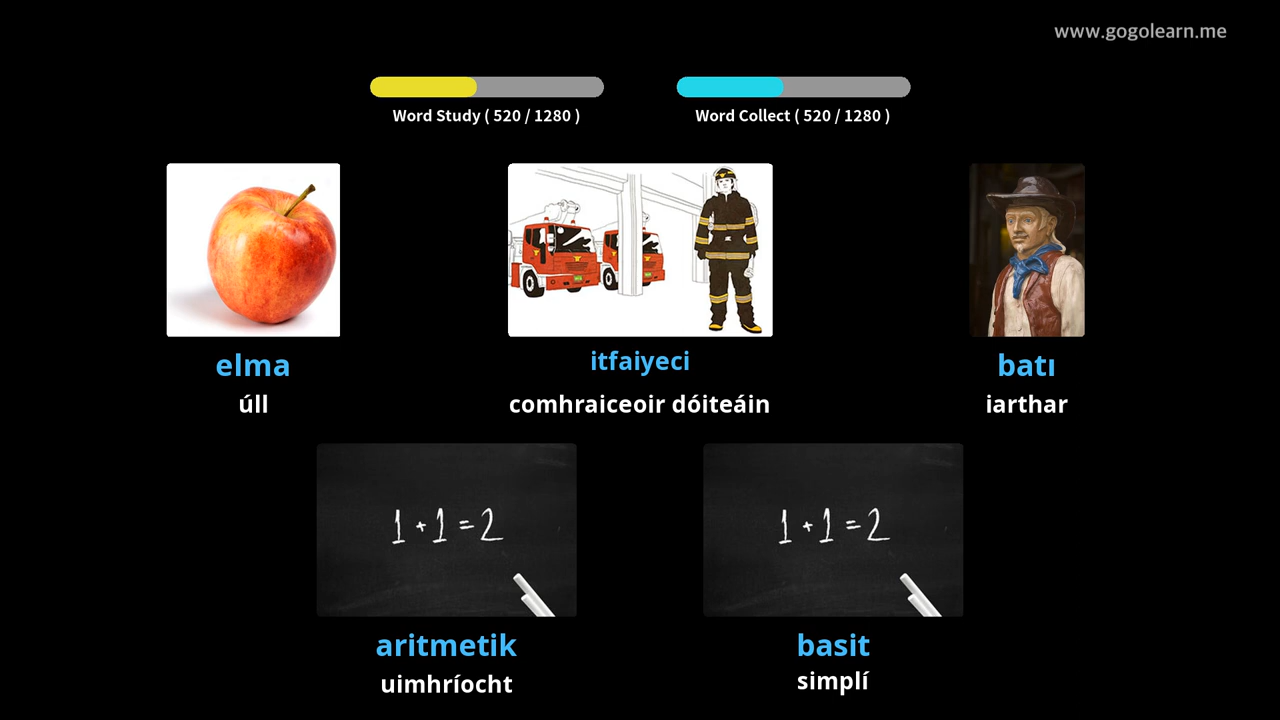 www.gogolearn.me
Word Study ( 520 / 1280 )
Word Collect ( 520 / 1280 )
elma
úll
itfaiyeci
comhraiceoir dóiteáin
batı
iarthar
1 + 1 = 2
aritmetik
uimhríocht
1 + 1 = 2
basit
simplí